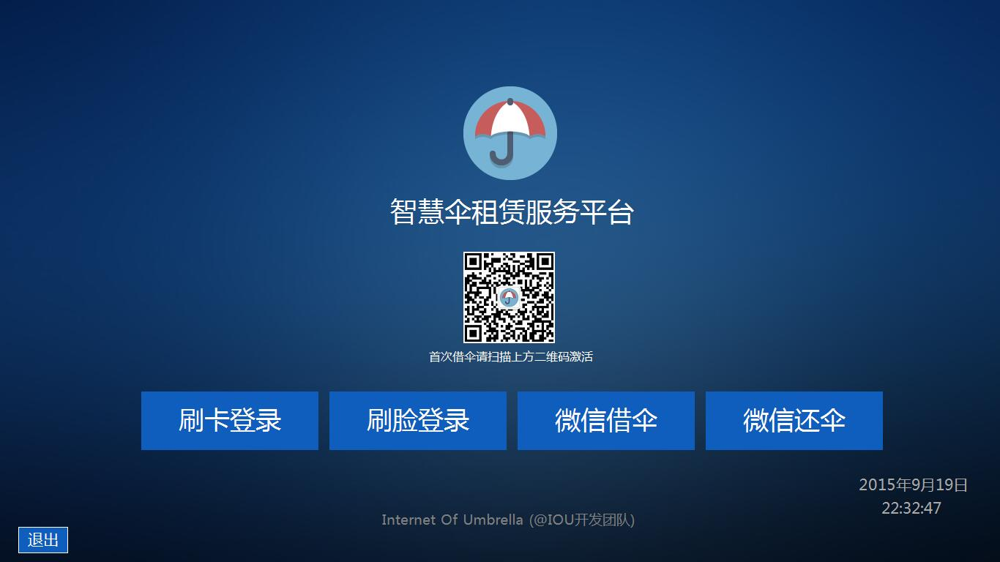 智慧伞租赁服务平台
首次借伞请扫描上方二维码激活
刷卡登录
刷脸登录
微信借伞
微信还伞
2015年9月19日
22:32:47
Internet Of Umbrella (@IOU开发团队)
退出